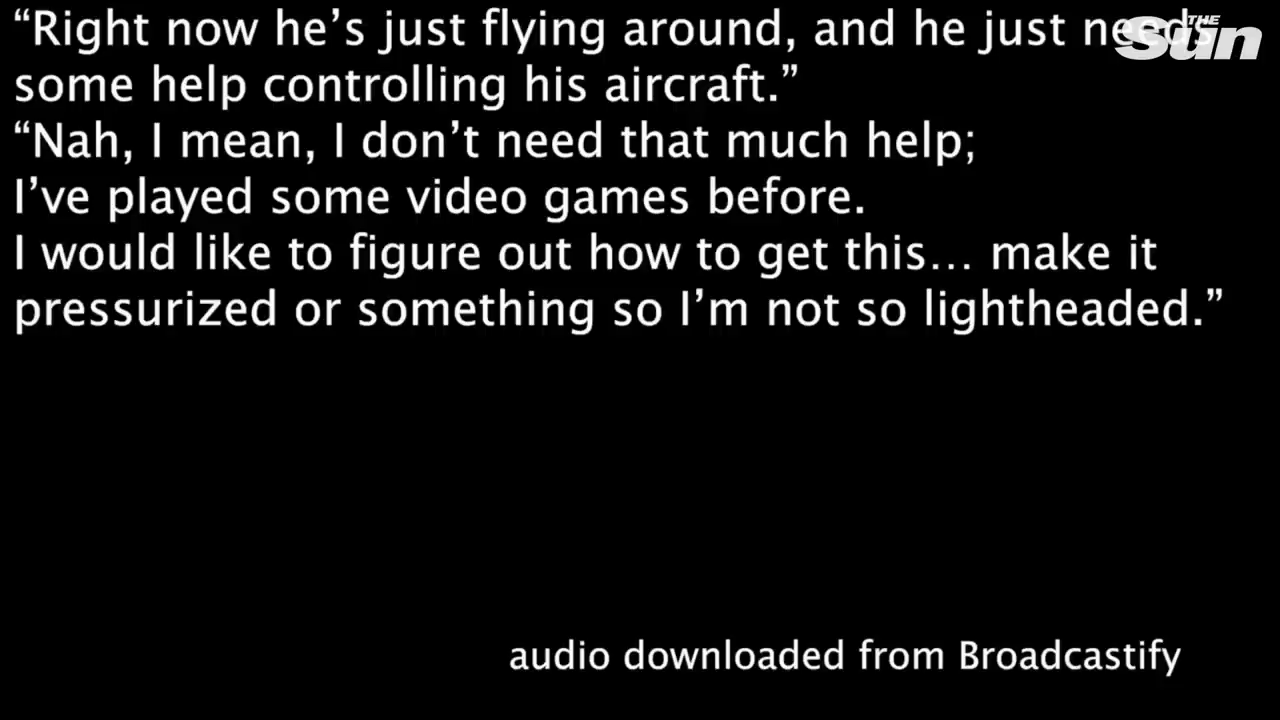 “Right now he’s just flying around, and he just needs
some help controlling his aircraft.”
“Nah, I mean, I don’t need that much help;
I’ve played some video games before.
I would like to figure out how to get this… make it
pressurized or something so I’m not so lightheaded.”
audio downloaded from Broadcastify
THE
Sun